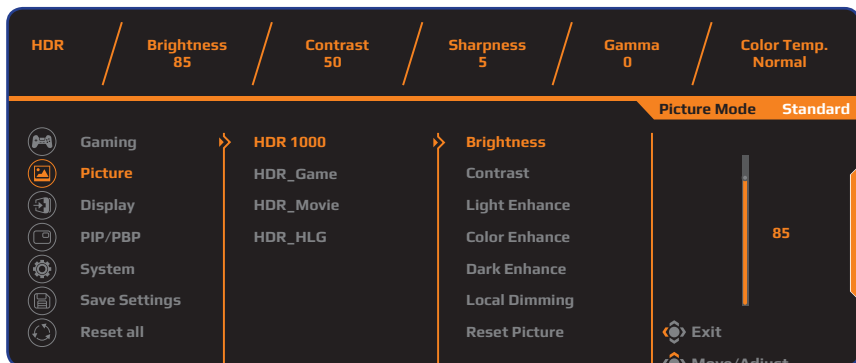 HDR Brightness Contrast Sharpness Gamma Color Temp.
85 50 5 0 Normal
Picture Mode Standard
Gaming HDR 1000 Brightness
Picture HDR_Game Contrast
Display HDR_Movie Light Enhance
PIP/PBP HDR_HLG Color Enhance 85
System Dark Enhance
Save Settings Local Dimming
Reset all Reset Picture Exit
Move/Adjust